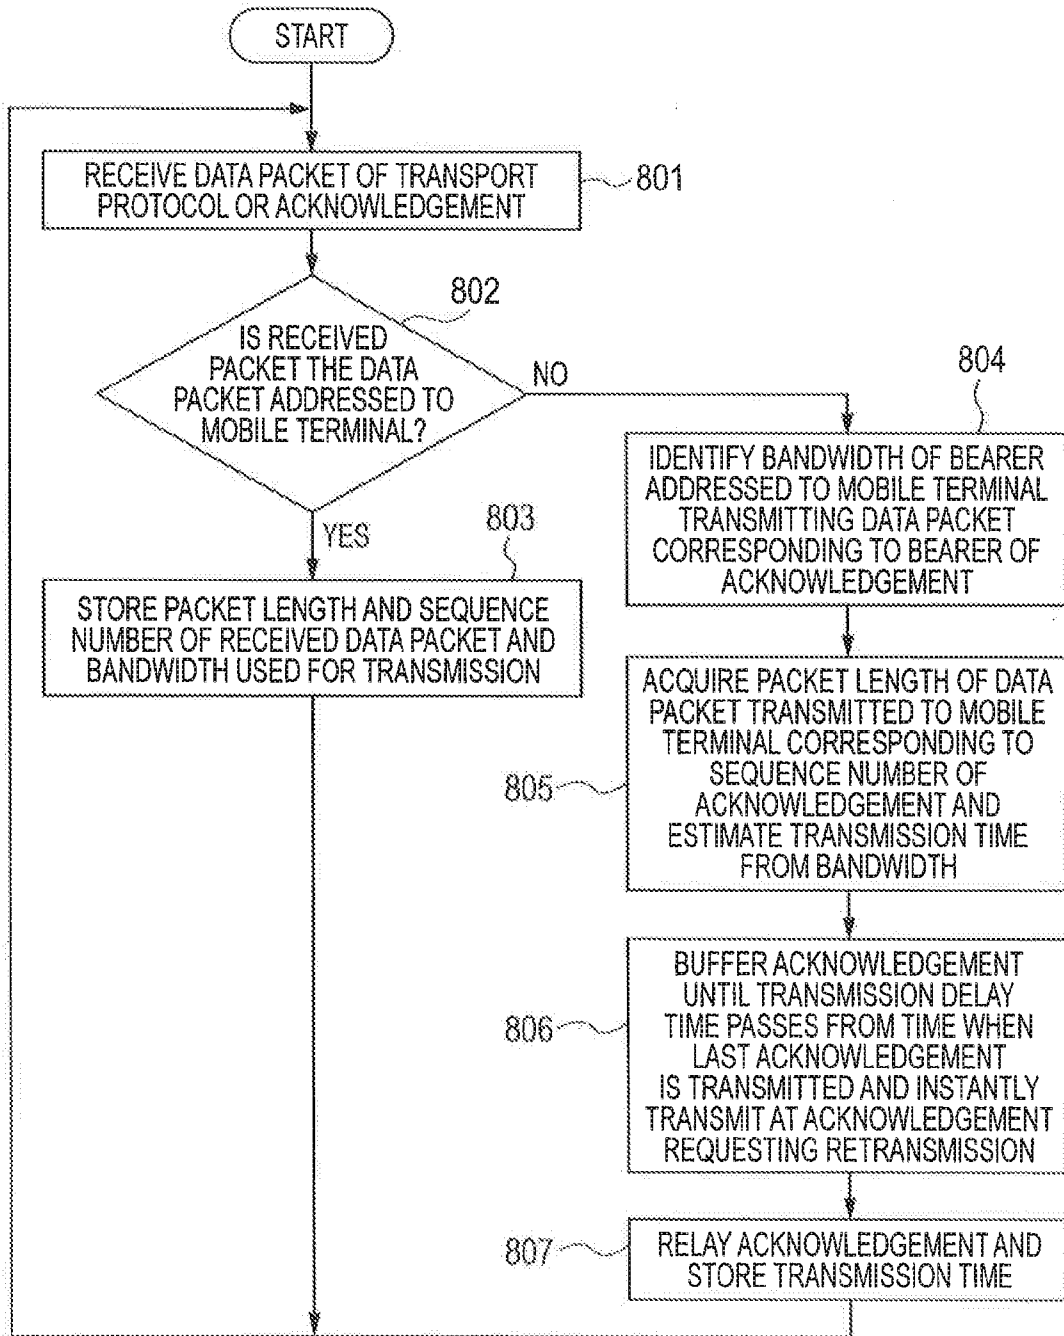 START
RECEIVE DATA PACKET OF TRANSPORT
PROTOCOL OR ACKNOWLEDGEMENT
801
802
IS RECEIVED
PACKET THE DATA
PACKET ADDRESSED TO
MOBILE TERMINAL?
NO
YES
803
STORE PACKET LENGTH AND SEQUENCE
NUMBER OF RECEIVED DATA PACKET AND
BANDWIDTH USED FOR TRANSMISSION
804
IDENTIFY BANDWIDTH OF BEARER
ADDRESSED TO MOBILE TERMINAL
TRANSMITTING DATA PACKET
CORRESPONDING TO BEARER OF
ACKNOWLEDGEMENT
805
ACQUIRE PACKET LENGTH OF DATA
PACKET TRANSMITTED TO MOBILE
TERMINAL CORRESPONDING TO
SEQUENCE NUMBER OF
ACKNOWLEDGEMENT AND
ESTIMATE TRANSMISSION TIME
FROM BANDWIDTH
806
BUFFER ACKNOWLEDGEMENT
UNTIL TRANSMISSION DELAY
TIME PASSES FROM TIME WHEN
LAST ACKNOWLEDGEMENT
IS TRANSMITTED AND INSTANTLY
TRANSMIT AT ACKNOWLEDGEMENT
REQUESTING RETRANSMISSION
807
RELAY ACKNOWLEDGEMENT AND
STORE TRANSMISSION TIME